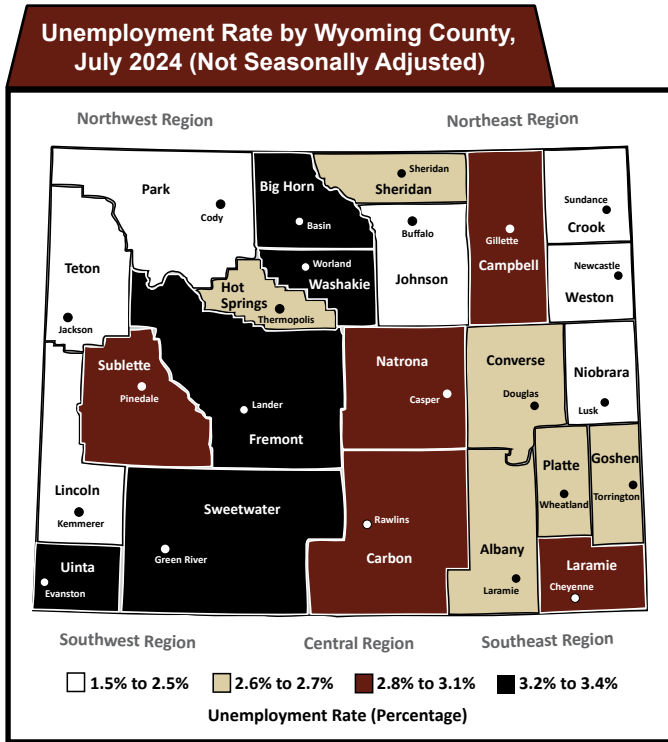 Unemployment Rate by Wyoming County,
July 2024 (Not Seasonally Adjusted)
Northwest Region
Northeast Region
Park
Cody
Big Horn
Basin
Sheridan
Sheridan
Buffalo
Johnson
Gillette
Campbell
Sundance
Crook
Newcastle
Weston
Teton
Jackson
Hot
Springs
Thermopolis
Worland
Washakie
Sublette
Pinedale
Lander
Fremont
Natrona
Casper
Converse
Douglas
Niobrara
Lusk
Lincoln
Kemmerer
Sweetwater
Green River
Rawlins
Carbon
Platte
Wheatland
Goshen
Torrington
Albany
Laramie
Uinta
Evanston
Laramie
Cheyenne
Southwest Region
Central Region
Southeast Region
1.5% to 2.5%
2.6% to 2.7%
2.8% to 3.1%
3.2% to 3.4%
Unemployment Rate (Percentage)